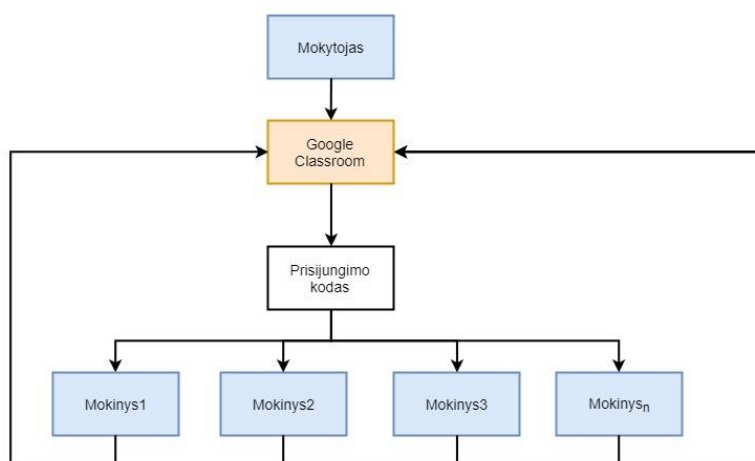 Mokytojas
Google
Classroom
Prisijungimo
kodas
Mokinys1
Mokinys2
Mokinys3
Mokinysn